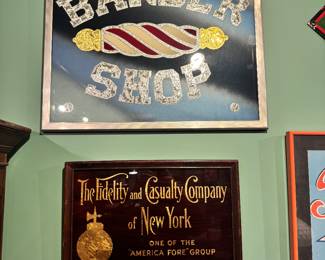 BARBER
SHOP
The Fidelity and Casualty Company
of New York
ONE OF THE
"AMERICA FORE" GROUP